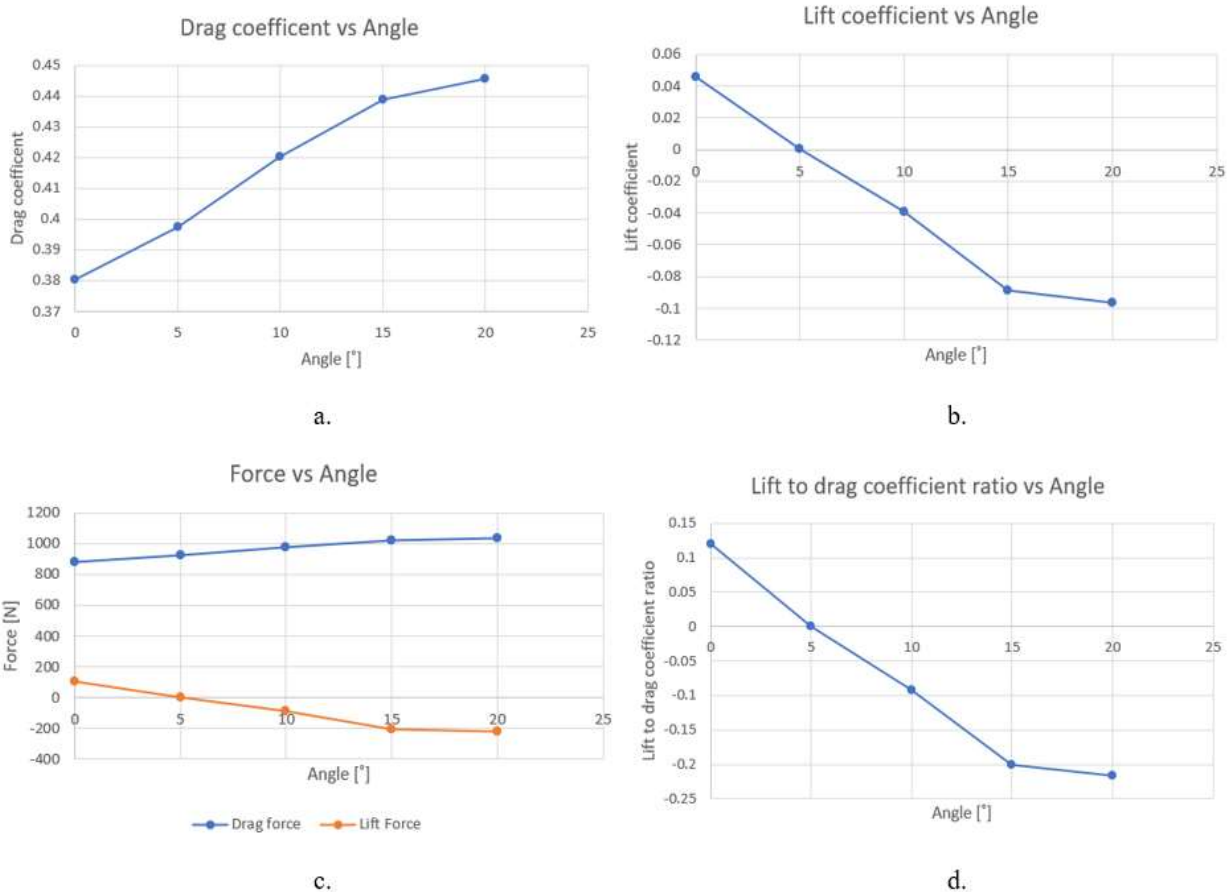 Drag coefficent vs Angle
0.45
0.44
0.43
0.42
0.41
0.4
0.39
0.38
0.37
Drag coefficent
0 5 10 15 20 25
Angle [°]
a.
Lift coefficient vs Angle
0.06
0.04
0.02
0
-0.02
-0.04
-0.06
-0.08
-0.1
-0.12
Lift coefficient
0 5 10 15 20 25
Angle [°]
b.
Force vs Angle
1200
1000
800
600
400
200
0
-200
-400
Force [N]
0 5 10 15 20 25
Angle [°]
Drag force Lift Force
c.
Lift to drag coefficient ratio vs Angle
0.15
0.1
0.05
0
-0.05
-0.1
-0.15
-0.2
-0.25
Lift to drag coefficient ratio
0 5 10 15 20 25
Angle [°]
d.